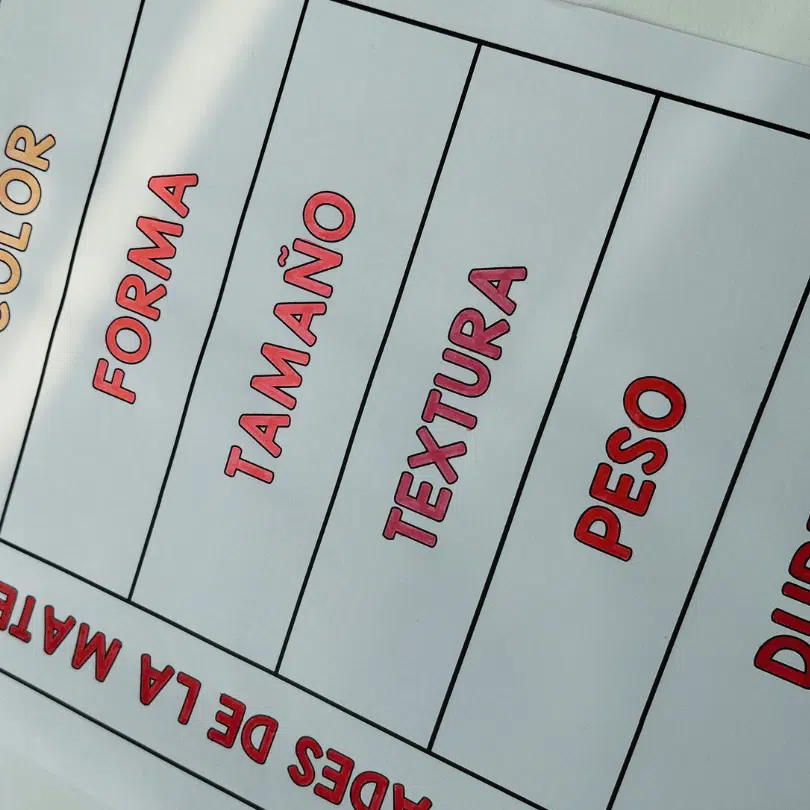 ADES DE LA MATE
COLOR
FORMA
TAMAÑO
TEXTURA
PESO